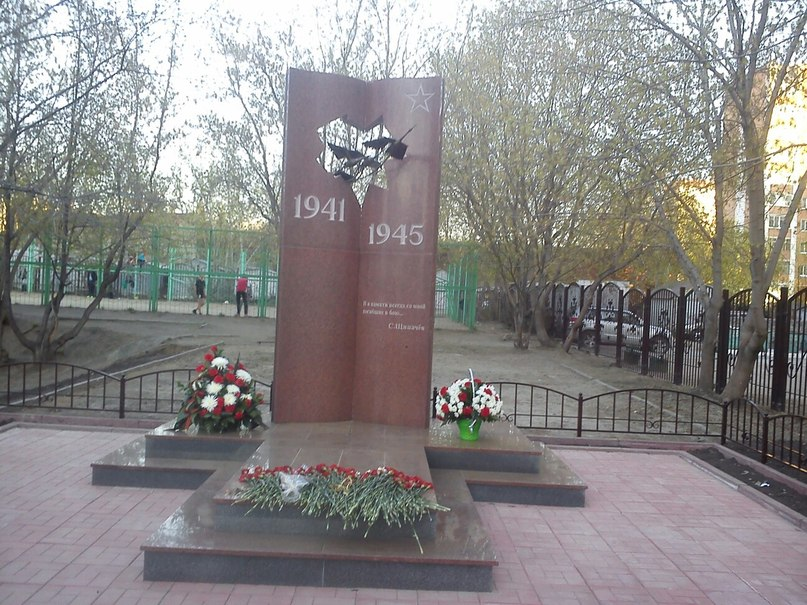 1941
1945
И в памяти всегда со мной
погибшие в бою...
С.Щипачёв